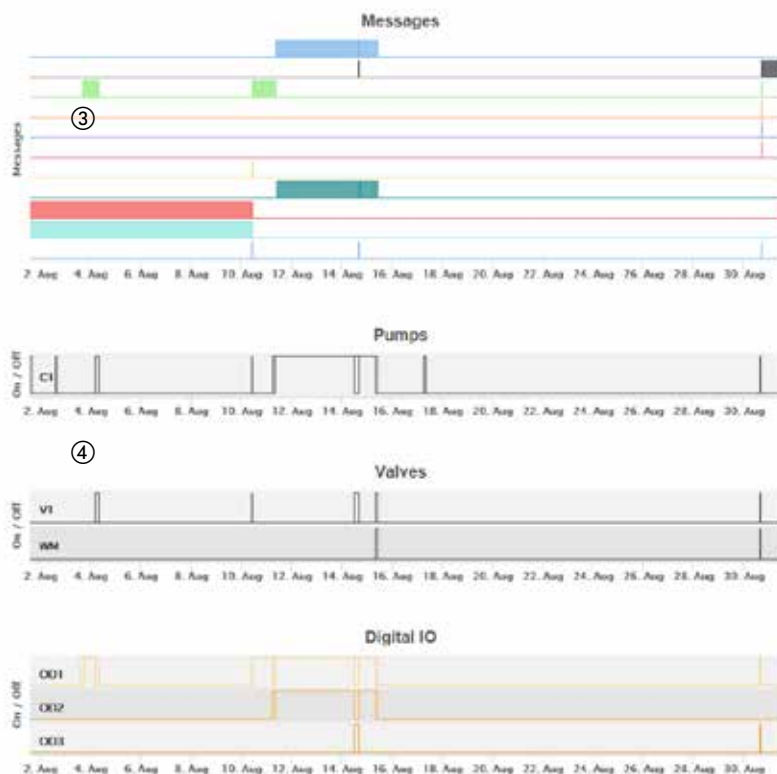 Messages
Messages
③
2. Aug 4. Aug 6. Aug 8. Aug 10. Aug 12. Aug 14. Aug 16. Aug 18. Aug 20. Aug 22. Aug 24. Aug 26. Aug 28. Aug 30. Aug
Pumps
On / Off
C1
2. Aug 4. Aug 6. Aug 8. Aug 10. Aug 12. Aug 14. Aug 16. Aug 18. Aug 20. Aug 22. Aug 24. Aug 26. Aug 28. Aug 30. Aug
④
Valves
On / Off
V1
WM
2. Aug 4. Aug 6. Aug 8. Aug 10. Aug 12. Aug 14. Aug 16. Aug 18. Aug 20. Aug 22. Aug 24. Aug 26. Aug 28. Aug 30. Aug
Digital IO
On / Off
OO1
OO2
OO3
2. Aug 4. Aug 6. Aug 8. Aug 10. Aug 12. Aug 14. Aug 16. Aug 18. Aug 20. Aug 22. Aug 24. Aug 26. Aug 28. Aug 30. Aug